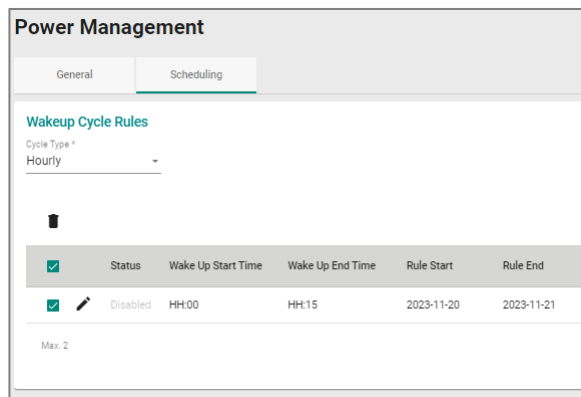 Power Management
General Scheduling
Wakeup Cycle Rules
Cycle Type *
Hourly
Status Wake Up Start Time Wake Up End Time Rule Start Rule End
Disabled HH:00 HH:15 2023-11-20 2023-11-21
Max. 2